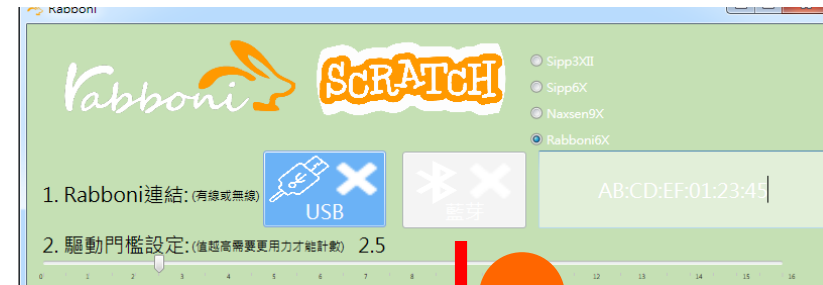 Rabboni
Rabboni
SCRATCH
Sipp3XII
Sipp6X
Naxsen9X
Rabboni6X
1. Rabboni連結: (有線或無線)
USB
藍芽
AB:CD:EF:01:23:45
2. 驅動門檻設定: (值越高需要更用力才能計數) 2.5
0 1 2 3 4 5 6 7 8 12 13 14 15 16